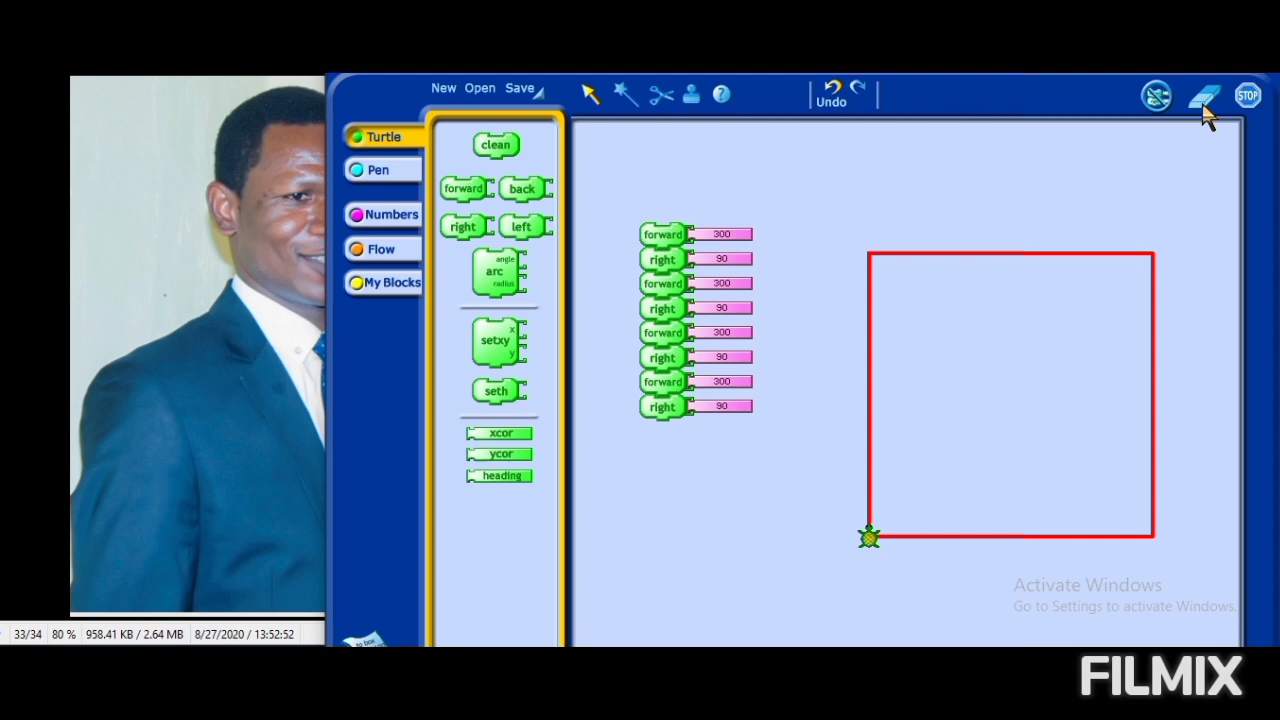 New Open Save
Undo
STOP
Turtle
Pen
Numbers
Flow
My Blocks
clean
forward back
right left
angle
arc
radius
x
setxy
y
seth
xcor
ycor
heading
forward 300
right 90
forward 300
right 90
forward 300
right 90
forward 300
right 90
Activate Windows
Go to Settings to activate Windows.
33/34 80 % 958.41 KB / 2.64 MB 8/27/2020 / 13:52:52
FILMIX